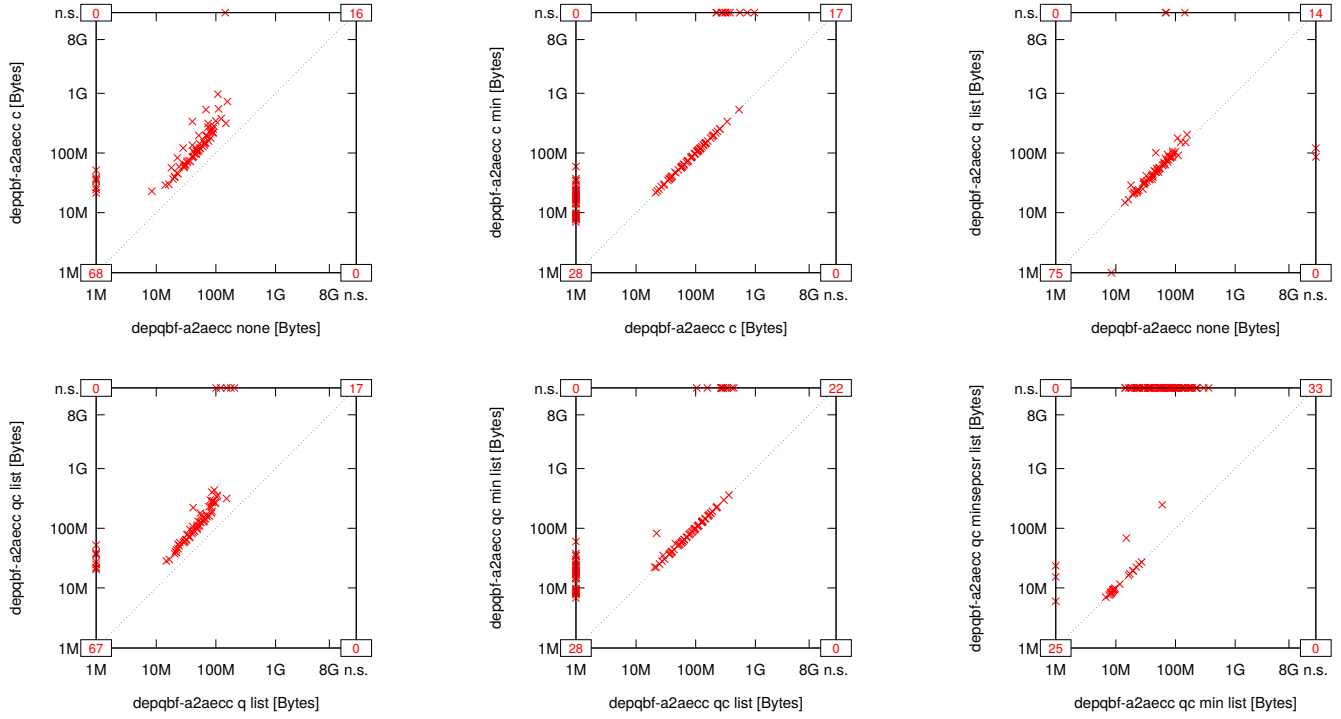 0 16
n.s.
8G
1G
100M
10M
1M
68 0
1M 10M 100M 1G 8G n.s.
depqbf-a2aecc c [Bytes]
depqbf-a2aecc none [Bytes]
0 17
n.s.
8G
1G
100M
10M
1M
28 0
1M 10M 100M 1G 8G n.s.
depqbf-a2aecc c min [Bytes]
depqbf-a2aecc c [Bytes]
0 14
n.s.
8G
1G
100M
10M
1M
75 0
1M 10M 100M 1G 8G n.s.
depqbf-a2aecc q list [Bytes]
depqbf-a2aecc none [Bytes]
0 17
n.s.
8G
1G
100M
10M
1M
67 0
1M 10M 100M 1G 8G n.s.
depqbf-a2aecc qc list [Bytes]
depqbf-a2aecc q list [Bytes]
0 22
n.s.
8G
1G
100M
10M
1M
28 0
1M 10M 100M 1G 8G n.s.
depqbf-a2aecc qc min list [Bytes]
depqbf-a2aecc qc list [Bytes]
0 33
n.s.
8G
1G
100M
10M
1M
25 0
1M 10M 100M 1G 8G n.s.
depqbf-a2aecc qc minsepcsr list [Bytes]
depqbf-a2aecc qc min list [Bytes]